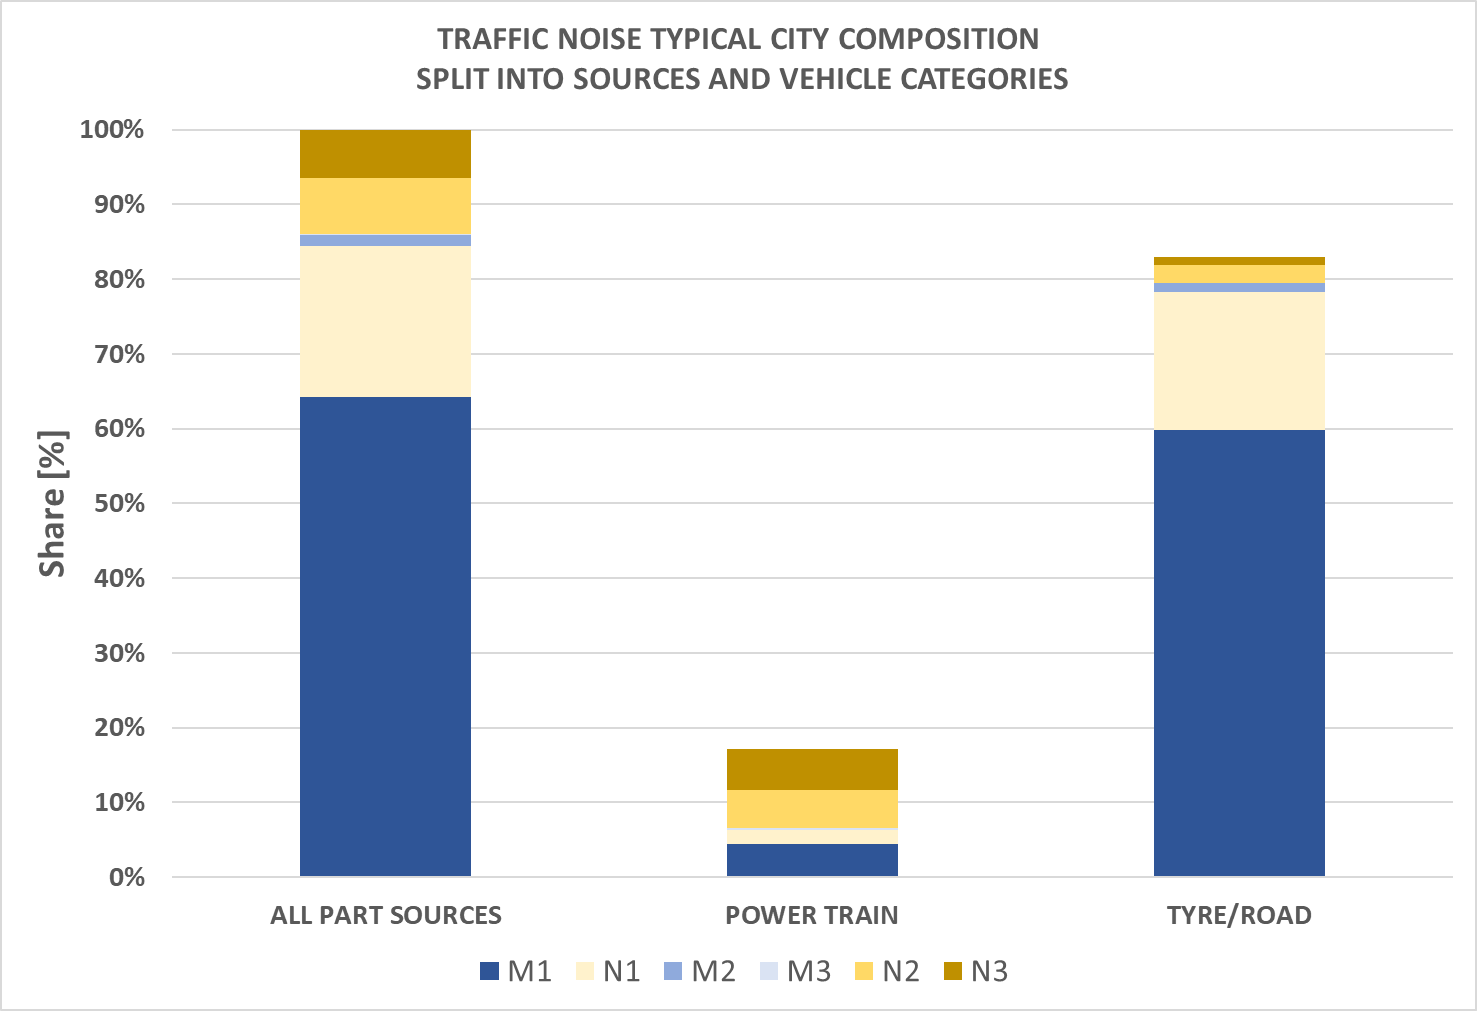 TRAFFIC NOISE TYPICAL CITY COMPOSITION
SPLIT INTO SOURCES AND VEHICLE CATEGORIES
Share [%]
100%
90%
80%
70%
60%
50%
40%
30%
20%
10%
0%
ALL PART SOURCES POWER TRAIN TYRE/ROAD
M1 N1 M2 M3 N2 N3